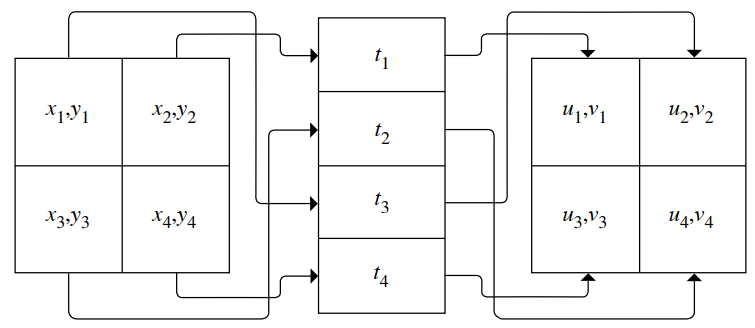 x₁,y₁ x₂,y₂
x₃,y₃ x₄,y₄
t₁
t₂
t₃
t₄
u₁,v₁ u₂,v₂
u₃,v₃ u₄,v₄